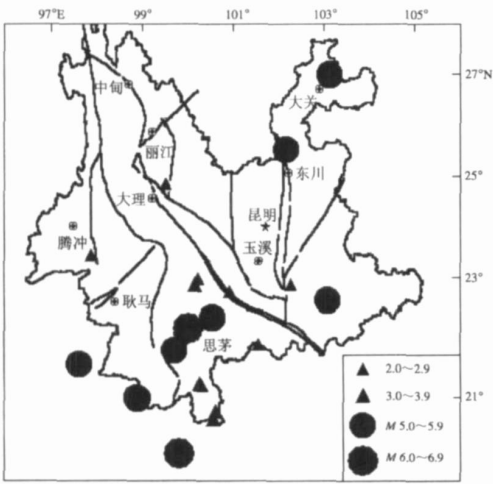 97°E 99° 101° 103° 105°
27°N
中甸
大关
丽江
25°
东川
大理
昆明
腾冲
玉溪
23°
耿马
思茅
2.0～2.9
3.0～3.9
21°
M 5.0～5.9
M 6.0～6.9